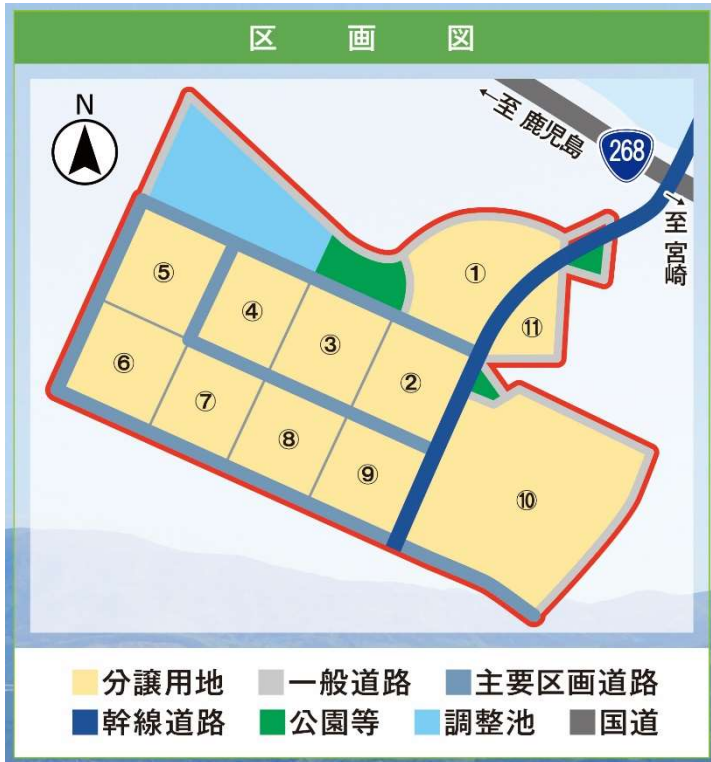 区画図
N
←至 鹿児島
268
→至 宮崎
①
⑪
⑤
④
③
②
⑥
⑦
⑧
⑨
⑩
分譲用地 一般道路 主要区画道路
幹線道路 公園等 調整池 国道